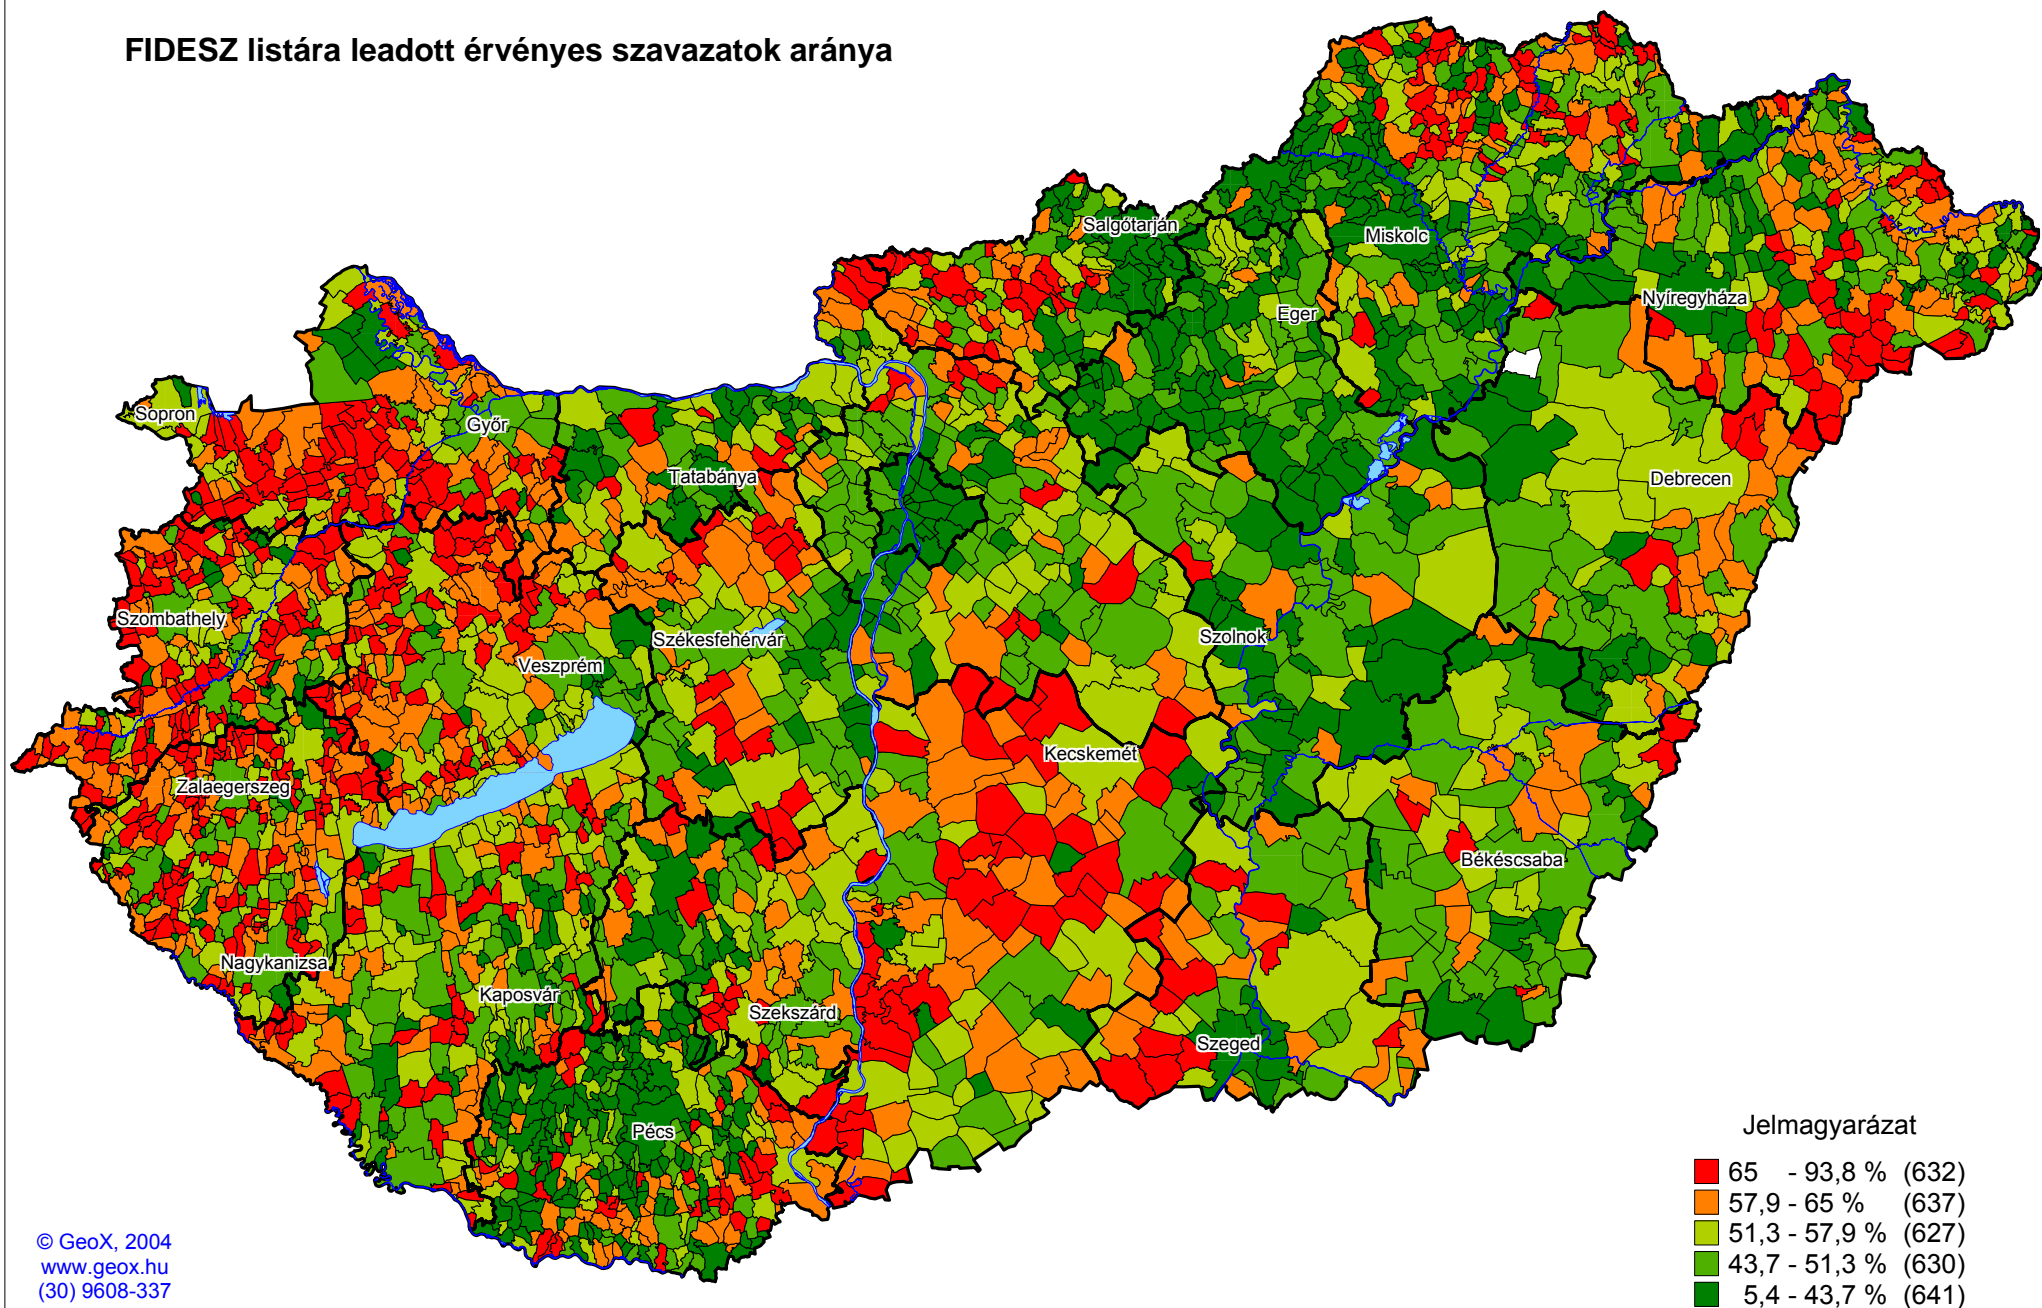 FIDESZ listára leadott érvényes szavazatok aránya
Salgótarján
Miskolc
Eger
Nyíregyháza
Sopron
Győr
Tatabánya
Debrecen
Szombathely
Székesfehérvár
Szolnok
Veszprém
Kecskemét
Zalaegerszeg
Békéscsaba
Nagykanizsa
Kaposvár
Szekszárd
Szeged
Pécs
Jelmagyarázat
65 - 93,8 % (632)
57,9 - 65 % (637)
51,3 - 57,9 % (627)
43,7 - 51,3 % (630)
5,4 - 43,7 % (641)
© GeoX, 2004
www.geox.hu
(30) 9608-337